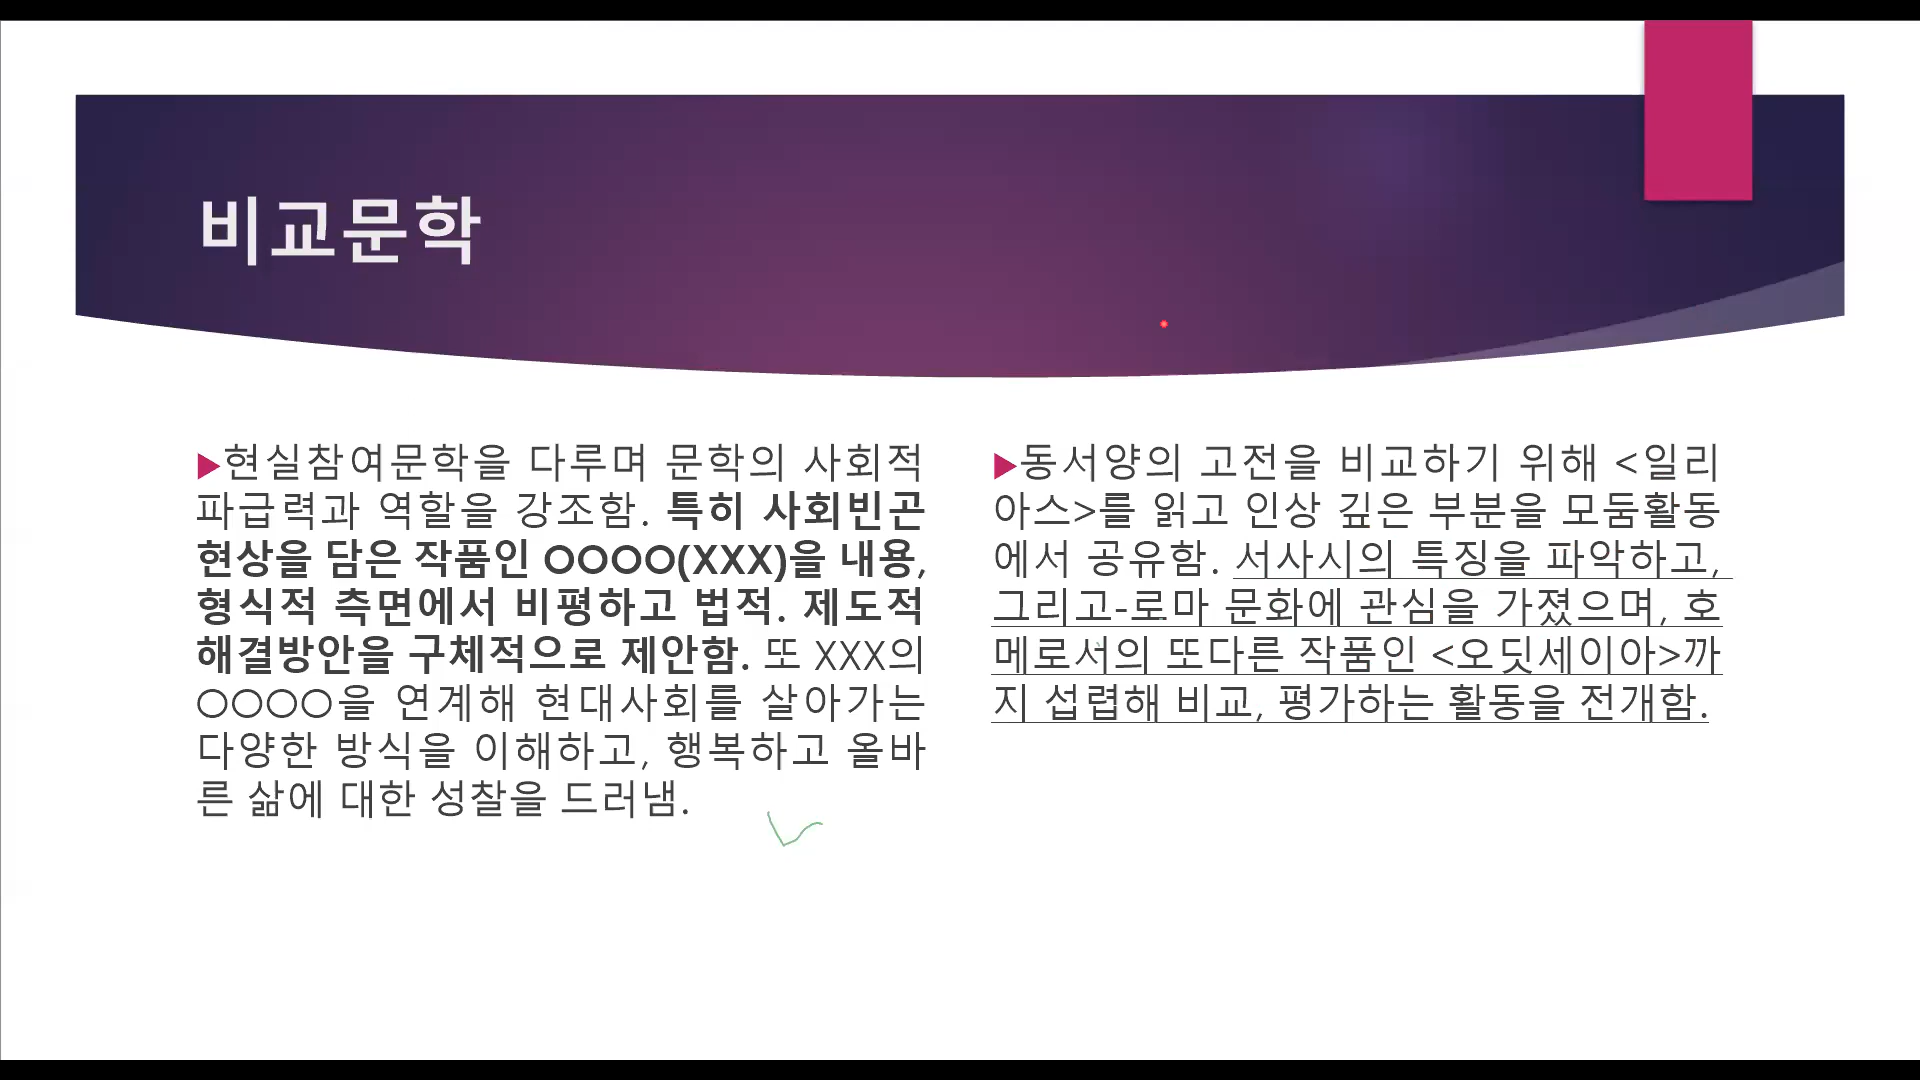 비교문학
▶현실참여문학을 다루며 문학의 사회적
파급력과 역할을 강조함. 특히 사회빈곤
현상을 담은 작품인 OOOO(XXX)을 내용,
형식적 측면에서 비평하고 법적. 제도적
해결방안을 구체적으로 제안함. 또 XXX의
OOOO을 연계해 현대사회를 살아가는
다양한 방식을 이해하고, 행복하고 올바
른 삶에 대한 성찰을 드러냄.
▶동서양의 고전을 비교하기 위해 <일리
아스>를 읽고 인상 깊은 부분을 모둠활동
에서 공유함. 서사시의 특징을 파악하고,
그리고-로마 문화에 관심을 가졌으며, 호
메로서의 또다른 작품인 <오딧세이아>까
지 섭렵해 비교, 평가하는 활동을 전개함.